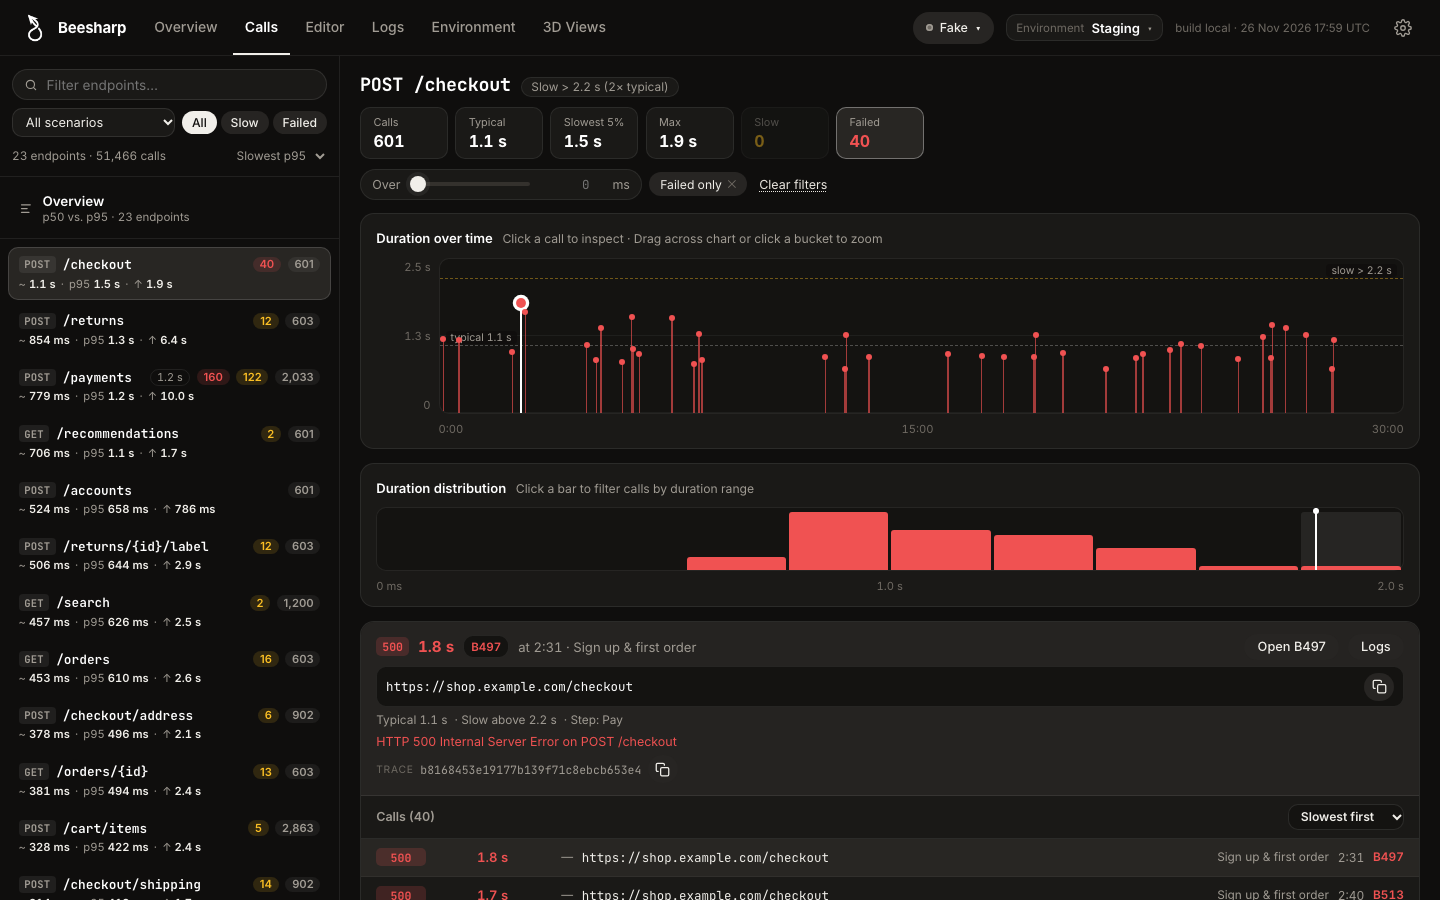 Beesharp Overview Calls Editor Logs Environment 3D Views Fake Environment Staging build local · 26 Nov 2026 17:59 UTC
Filter endpoints...
All scenarios All Slow Failed
23 endpoints · 51,466 calls Slowest p95
Overview
p50 vs. p95 · 23 endpoints
POST /checkout 40 601
~ 1.1 s · p95 1.5 s · ↑ 1.9 s
POST /returns 12 603
~ 854 ms · p95 1.3 s · ↑ 6.4 s
POST /payments 1.2 s 160 122 2,033
~ 779 ms · p95 1.2 s · ↑ 10.0 s
GET /recommendations 2 601
~ 706 ms · p95 1.1 s · ↑ 1.7 s
POST /accounts 601
~ 524 ms · p95 658 ms · ↑ 786 ms
POST /returns/{id}/label 12 603
~ 506 ms · p95 644 ms · ↑ 2.9 s
GET /search 2 1,200
~ 457 ms · p95 626 ms · ↑ 2.5 s
GET /orders 16 603
~ 453 ms · p95 610 ms · ↑ 2.6 s
POST /checkout/address 6 902
~ 378 ms · p95 496 ms · ↑ 2.1 s
GET /orders/{id} 13 603
~ 381 ms · p95 494 ms · ↑ 2.4 s
POST /cart/items 5 2,863
~ 328 ms · p95 422 ms · ↑ 2.4 s
POST /checkout/shipping 14 902
POST /checkout Slow > 2.2 s (2× typical)
Calls Typical Slowest 5% Max Slow Failed
601 1.1 s 1.5 s 1.9 s 0 40
Over 0 ms Failed only Clear filters
Duration over time Click a call to inspect · Drag across chart or click a bucket to zoom
2.5 s
slow > 2.2 s
1.3 s
typical 1.1 s
0
0:00 15:00 30:00
Duration distribution Click a bar to filter calls by duration range
0 ms 1.0 s 2.0 s
500 1.8 s B497 at 2:31 · Sign up & first order Open B497 Logs
https://shop.example.com/checkout
Typical 1.1 s · Slow above 2.2 s · Step: Pay
HTTP 500 Internal Server Error on POST /checkout
TRACE b8168453e19177b139f71c8ebcb653e4
Calls (40) Slowest first
500 1.8 s — https://shop.example.com/checkout Sign up & first order 2:31 B497
500 1.7 s — https://shop.example.com/checkout Sign up & first order 2:40 B513